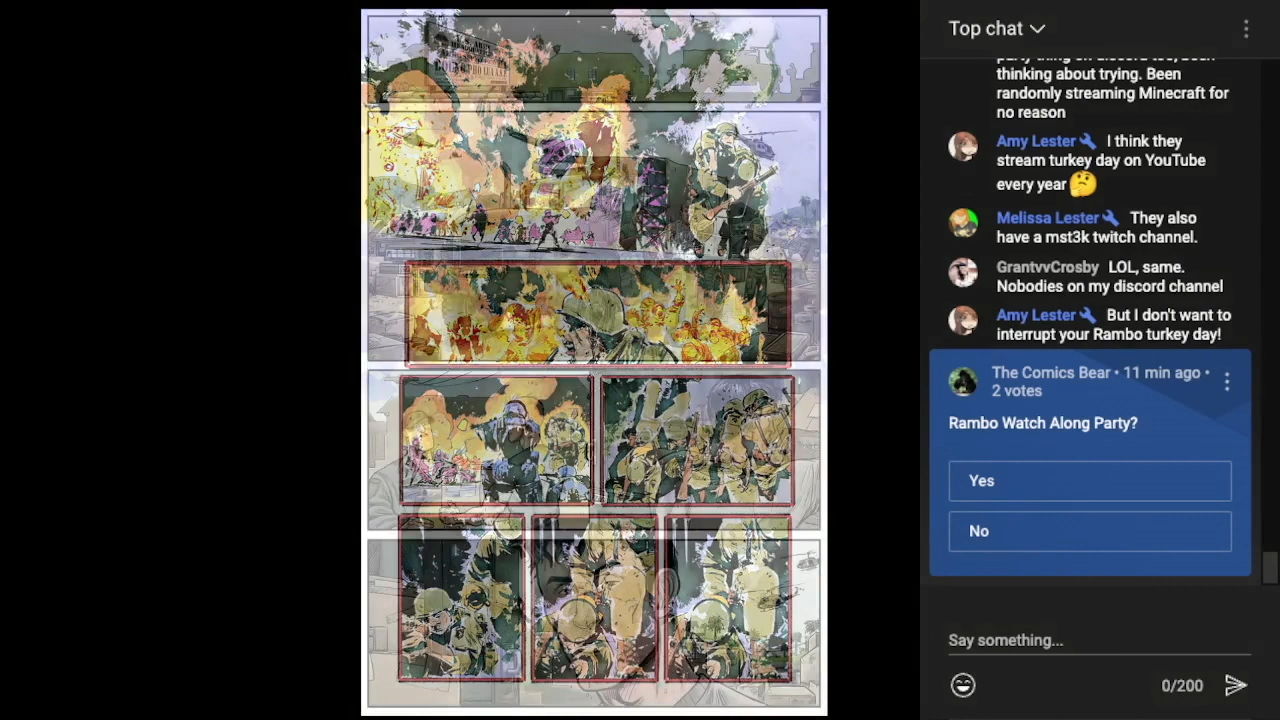 Top chat
thinking about trying. Been
randomly streaming Minecraft for
no reason
Amy Lester I think they
stream turkey day on YouTube
every year
Melissa Lester They also
have a mst3k twitch channel.
GrantvvCrosby LOL, same.
Nobodies on my discord channel
Amy Lester But I don't want to
interrupt your Rambo turkey day!
The Comics Bear • 11 min ago •
2 votes
Rambo Watch Along Party?
Yes
No
Say something...
0/200